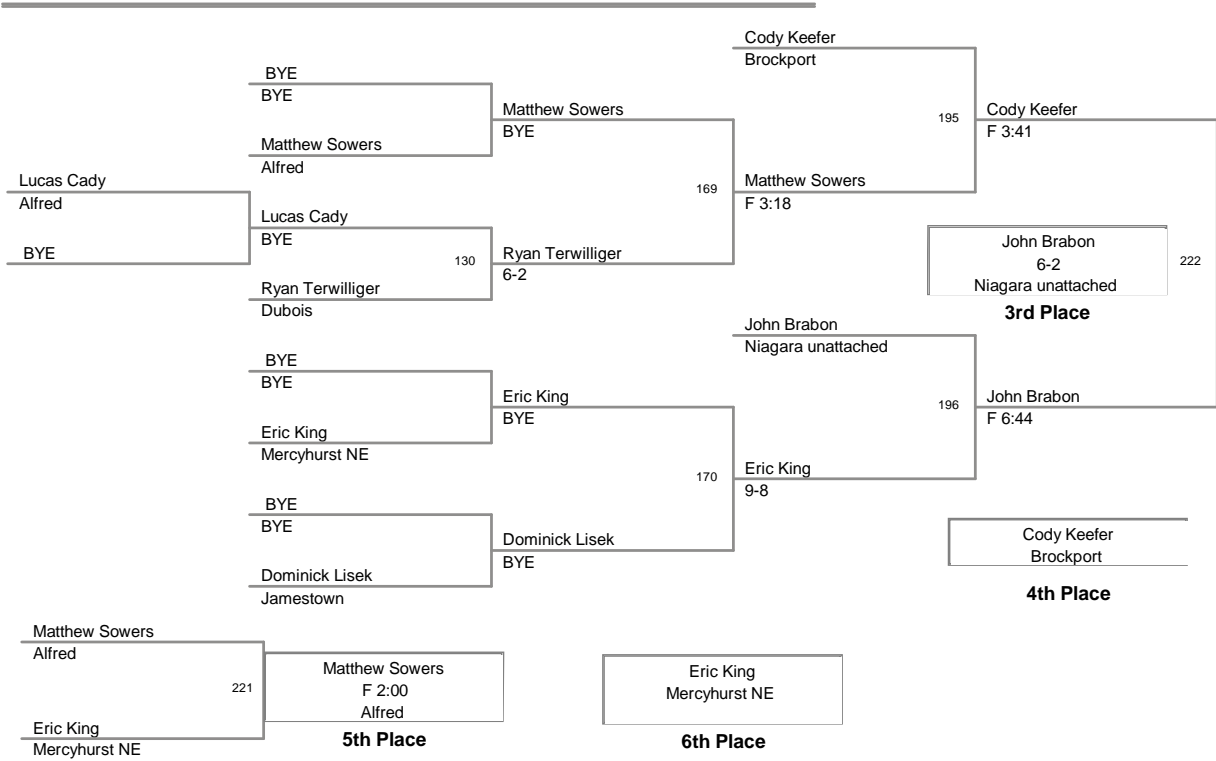 Cody Keefer
Brockport
BYE
BYE
Matthew Sowers
BYE
195
Cody Keefer
F 3:41
Matthew Sowers
Alfred
Lucas Cady
Alfred
169
Matthew Sowers
F 3:18
Lucas Cady
BYE
BYE
130
Ryan Terwilliger
6-2
John Brabon
6-2
Niagara unattached
222
3rd Place
Ryan Terwilliger
Dubois
John Brabon
Niagara unattached
BYE
BYE
Eric King
BYE
196
John Brabon
F 6:44
Eric King
Mercyhurst NE
170
Eric King
9-8
BYE
BYE
Dominick Lisek
BYE
Cody Keefer
Brockport
4th Place
Dominick Lisek
Jamestown
Matthew Sowers
Alfred
221
Matthew Sowers
F 2:00
Alfred
5th Place
Eric King
Mercyhurst NE
6th Place
Eric King
Mercyhurst NE